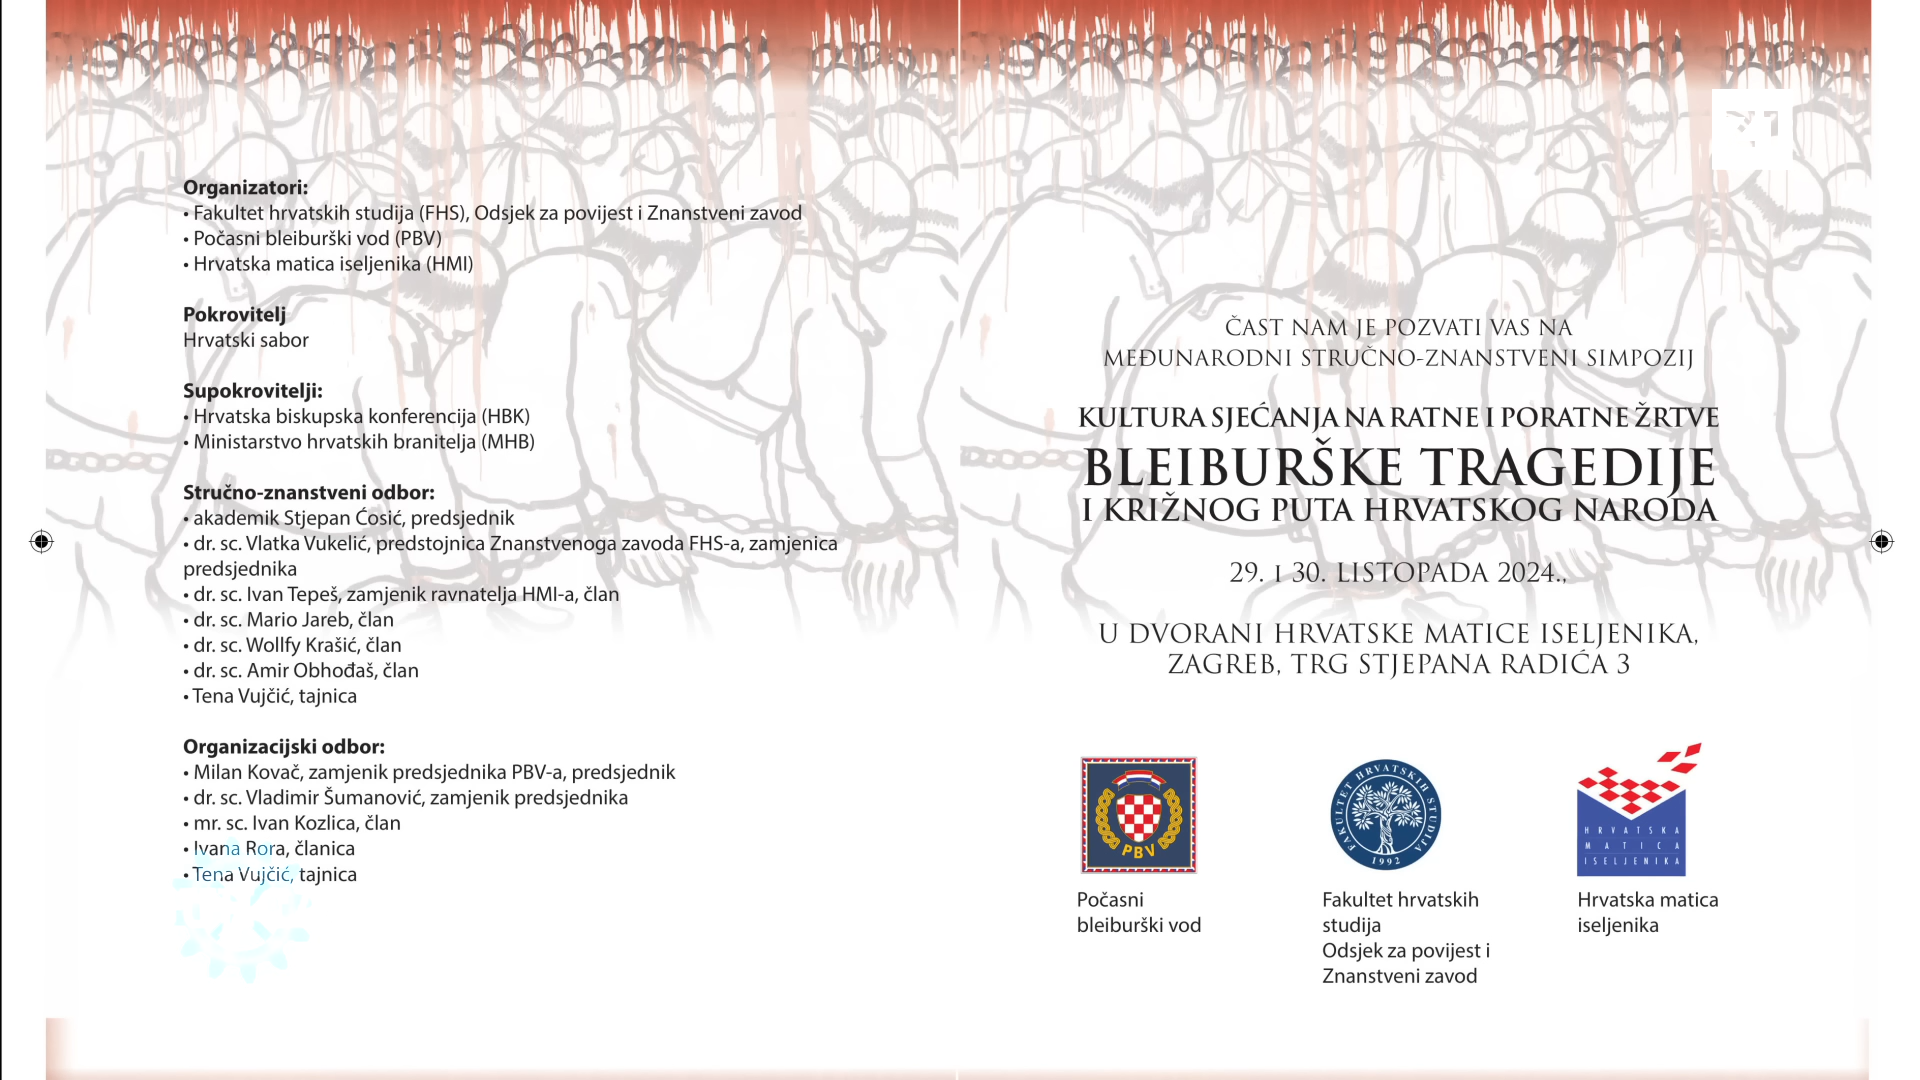 Organizatori:
• Fakultet hrvatskih studija (FHS), Odsjek za povijest i Znanstveni zavod
• Počasni bleiburški vod (PBV)
• Hrvatska matica iseljenika (HMI)
Pokrovitelj
Hrvatski sabor
Supokrovitelji:
• Hrvatska biskupska konferencija (HBK)
• Ministarstvo hrvatskih branitelja (MHB)
Stručno-znanstveni odbor:
• akademik Stjepan Ćosić, predsjednik
• dr. sc. Vlatka Vukelić, predstojnica Znanstvenoga zavoda FHS-a, zamjenica
predsjednika
• dr. sc. Ivan Tepeš, zamjenik ravnatelja HMI-a, član
• dr. sc. Mario Jareb, član
• dr. sc. Wollfy Krašić, član
• dr. sc. Amir Obhođaš, član
• Tena Vujčić, tajnica
Organizacijski odbor:
• Milan Kovač, zamjenik predsjednika PBV-a, predsjednik
• dr. sc. Vladimir Šumanović, zamjenik predsjednika
• mr. sc. Ivan Kozlica, član
• Ivana Rora, članica
• Tena Vujčić, tajnica
ČAST NAM JE POZVATI VAS NA
MEĐUNARODNI STRUČNO-ZNANSTVENI SIMPOZIJ
KULTURA SJEĆANJA NA RATNE I PORATNE ŽRTVE
BLEIBURŠKE TRAGEDIJE
I KRIŽNOG PUTA HRVATSKOG NARODA
29. I 30. LISTOPADA 2024.,
U DVORANI HRVATSKE MATICE ISELJENIKA,
ZAGREB, TRG STJEPANA RADIĆA 3
PBV
Počasni
bleiburški vod
FAKULTET HRVATSKIH STUDIJA
1992
Fakultet hrvatskih
studija
Odsjek za povijest i
Znanstveni zavod
HRVATSKA
MATICA
ISELJENIKA
Hrvatska matica
iseljenika